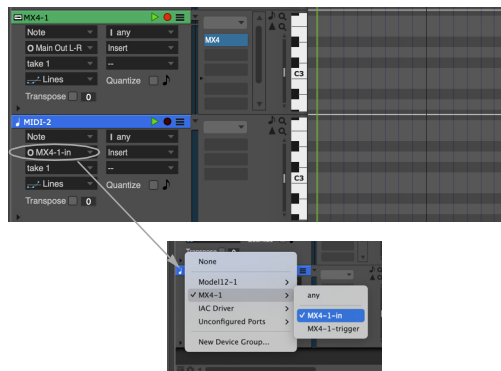 MX4-1
Note I any
O Main Out L-R Insert
MX4
take 1 --
Lines Quantize
C3
Transpose 0
MIDI-2
Note I any
O MX4-1-in Insert
take 1 --
Lines Quantize
C3
Transpose 0
None
Model12-1
MX4-1 any
IAC Driver MX4-1-in
Unconfigured Ports MX4-1-trigger
New Device Group...